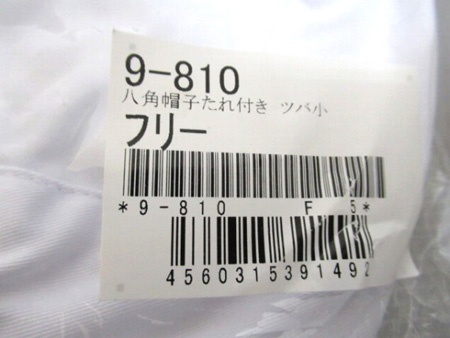 9-810
八角帽子たれ付き ツバ小
フリー
*9-810 F 5*
4560315391492